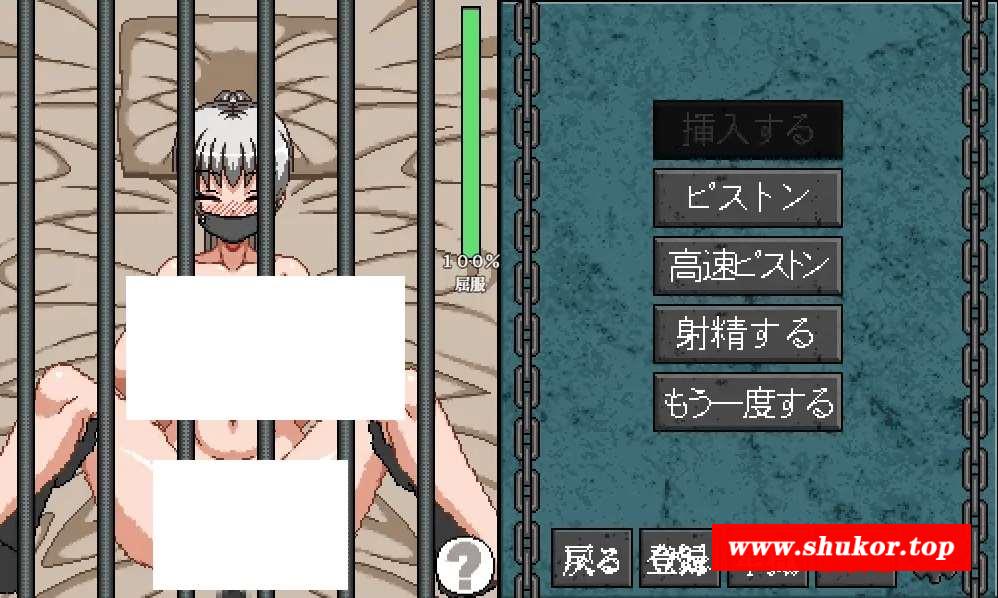 100%
屈服
挿入する
ピストン
高速ピストン
射精する
もう一度する
?
戻る
登録
www.shukor.top